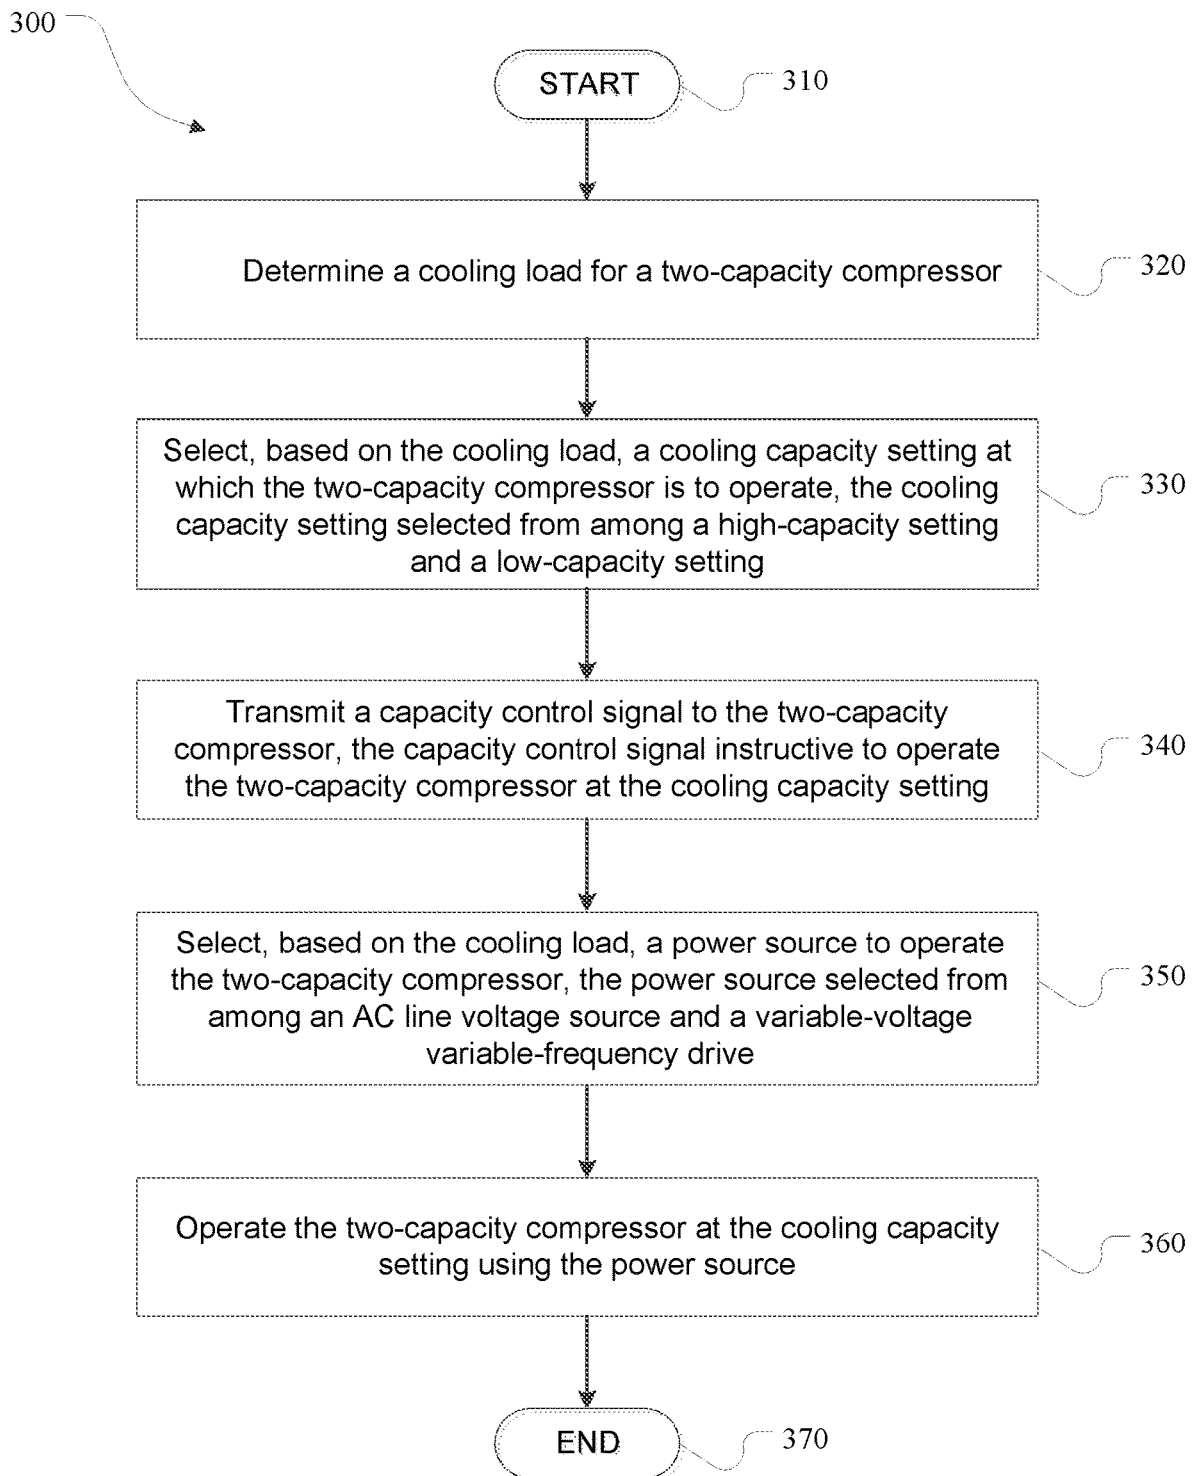 300
START
310
Determine a cooling load for a two-capacity compressor
320
Select, based on the cooling load, a cooling capacity setting at
which the two-capacity compressor is to operate, the cooling
capacity setting selected from among a high-capacity setting
and a low-capacity setting
330
Transmit a capacity control signal to the two-capacity
compressor, the capacity control signal instructive to operate
the two-capacity compressor at the cooling capacity setting
340
Select, based on the cooling load, a power source to operate
the two-capacity compressor, the power source selected from
among an AC line voltage source and a variable-voltage
variable-frequency drive
350
Operate the two-capacity compressor at the cooling capacity
setting using the power source
360
END
370